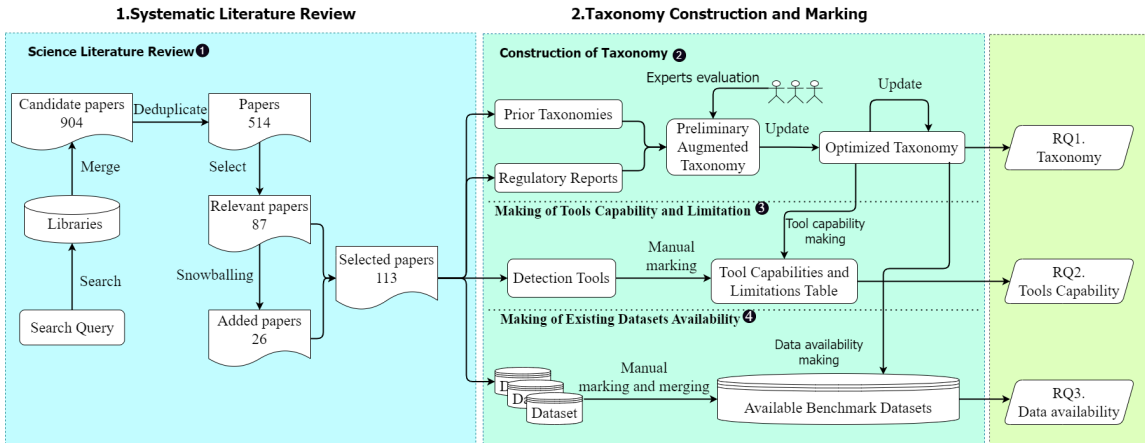 1.Systematic Literature Review
2.Taxonomy Construction and Marking
Science Literature Review❶
Candidate papers
904
Deduplicate
Papers
514
Merge
Select
Libraries
Relevant papers
87
Search
Snowballing
Selected papers
113
Search Query
Added papers
26
Construction of Taxonomy ❷
Experts evaluation
Update
Prior Taxonomies
Preliminary
Augmented
Taxonomy
Update
Optimized Taxonomy
RQ1.
Taxonomy
Regulatory Reports
Making of Tools Capability and Limitation ❸
Tool capability
making
Detection Tools
Manual
marking
Tool Capabilities and
Limitations Table
RQ2.
Tools Capability
Making of Existing Datasets Availability ❹
Data availability
making
D
Da
Dataset
Manual
marking and merging
Available Benchmark Datasets
RQ3.
Data availability